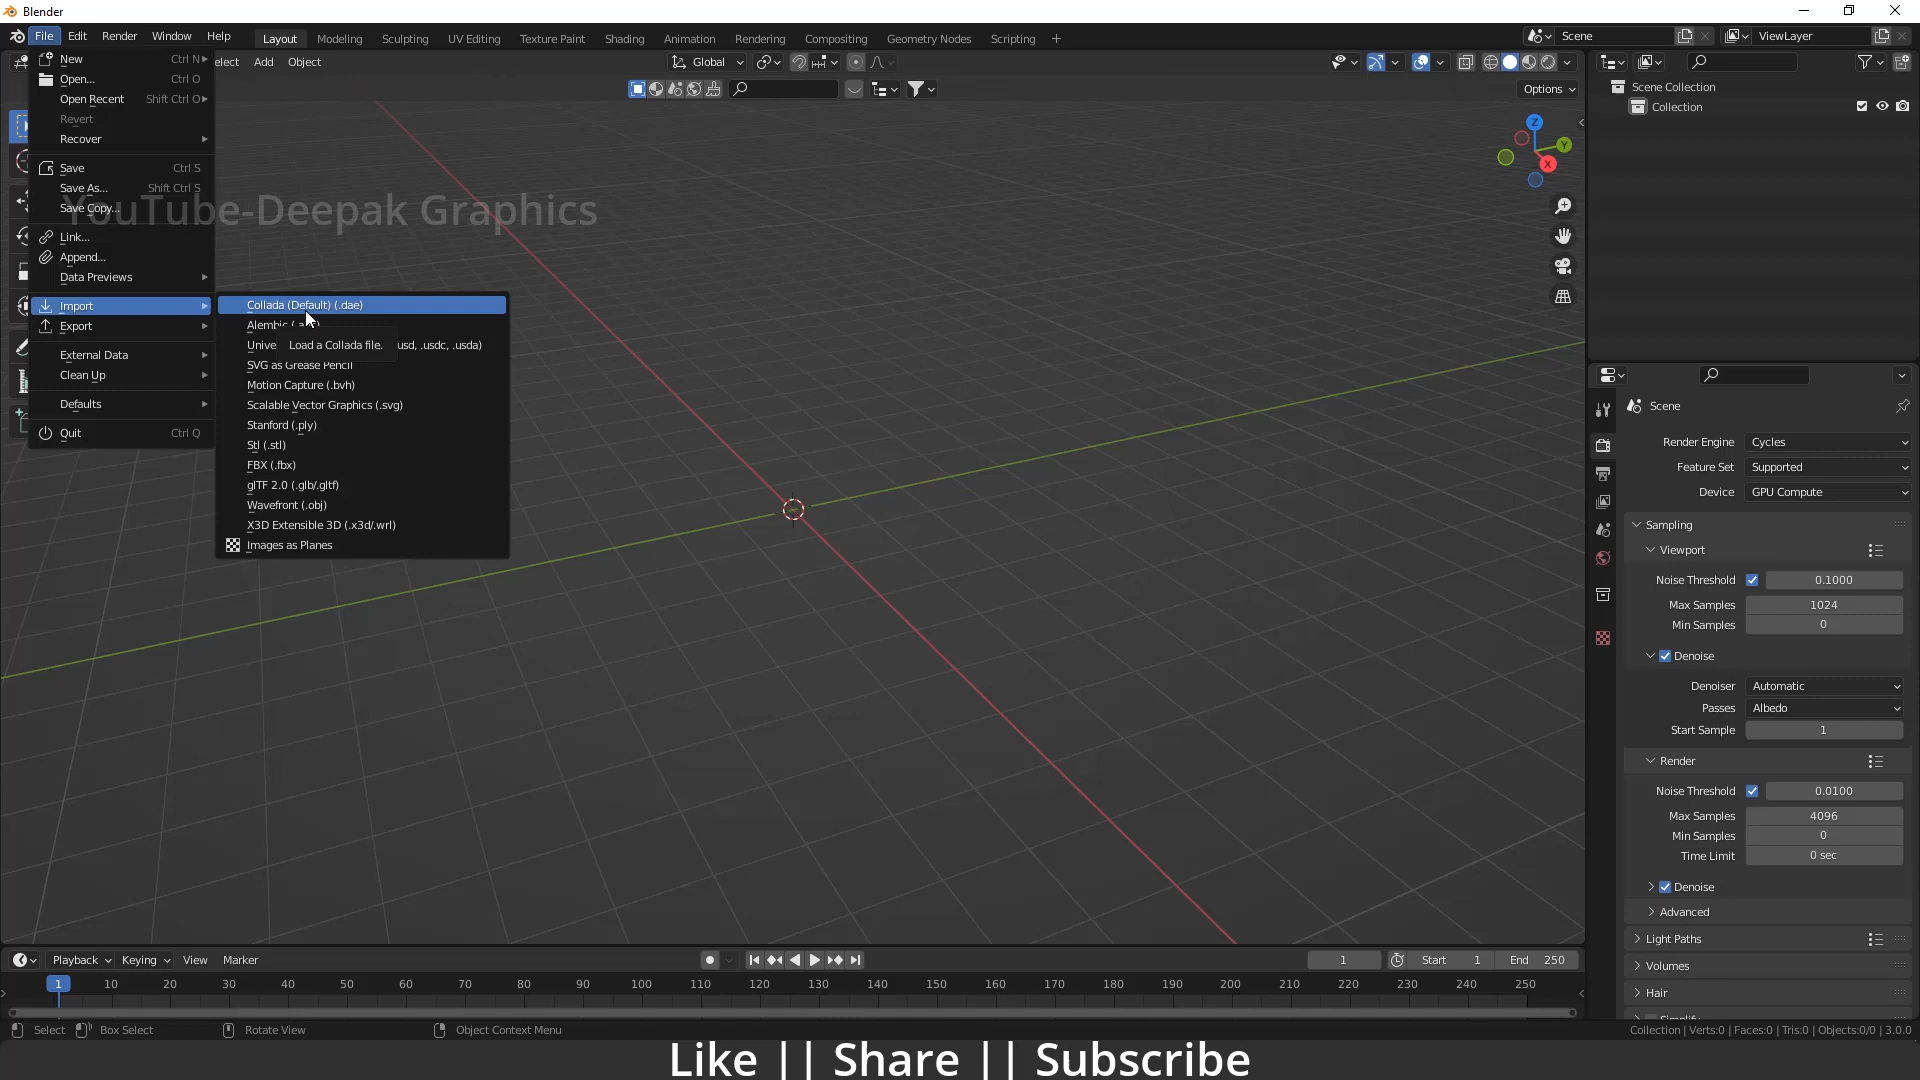 Blender
File Edit Render Window Help Layout Modeling Sculpting UV Editing Texture Paint Shading Animation Rendering Compositing Geometry Nodes Scripting + Scene ViewLayer
elect Add Object Global
Options
New Ctrl N
Open... Ctrl O
Open Recent Shift Ctrl O
Revert
Recover
Save Ctrl S
Save As... Shift Ctrl S
Save Copy...
Link...
Append...
Data Previews
Import
Export
External Data
Clean Up
Defaults
Quit Ctrl Q
YouTube-Deepak Graphics
Collada (Default) (.dae)
Alembic
Load a Collada file.
usd, .usdc, .usda)
SVG as Grease Pencil
Motion Capture (.bvh)
Scalable Vector Graphics (.svg)
Stanford (.ply)
Stl (.stl)
FBX (.fbx)
glTF 2.0 (.glb/.gltf)
Wavefront (.obj)
X3D Extensible 3D (.x3d/.wrl)
Images as Planes
Z
Y
X
Scene Collection
Collection
Scene
Render Engine Cycles
Feature Set Supported
Device GPU Compute
Sampling
Viewport
Noise Threshold 0.1000
Max Samples 1024
Min Samples 0
Denoise
Denoiser Automatic
Passes Albedo
Start Sample 1
Render
Noise Threshold 0.0100
Max Samples 4096
Min Samples 0
Time Limit 0 sec
Denoise
Advanced
Light Paths
Volumes
Hair
Playback Keying View Marker 1 Start 1 End 250
1 10 20 30 40 50 60 70 80 90 100 110 120 130 140 150 160 170 180 190 200 210 220 230 240 250
Select Box Select Rotate View Object Context Menu Collection | Verts:0 | Faces:0 | Tris:0 | Objects:0/0 | 3.0.0
Like || Share || Subscribe